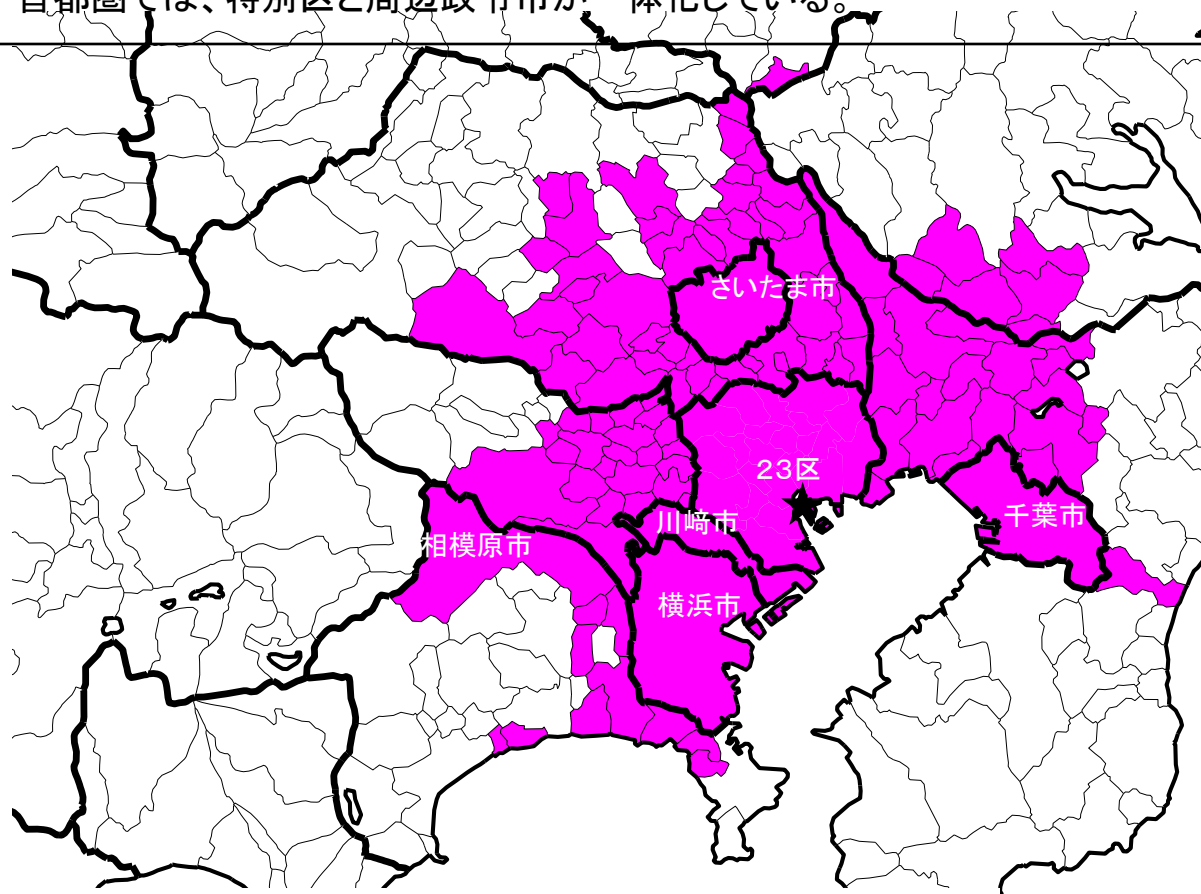 首都圏では、特別区と周辺政令市が一体化している。
さいたま市
23区
千葉市
川崎市
相模原市
横浜市